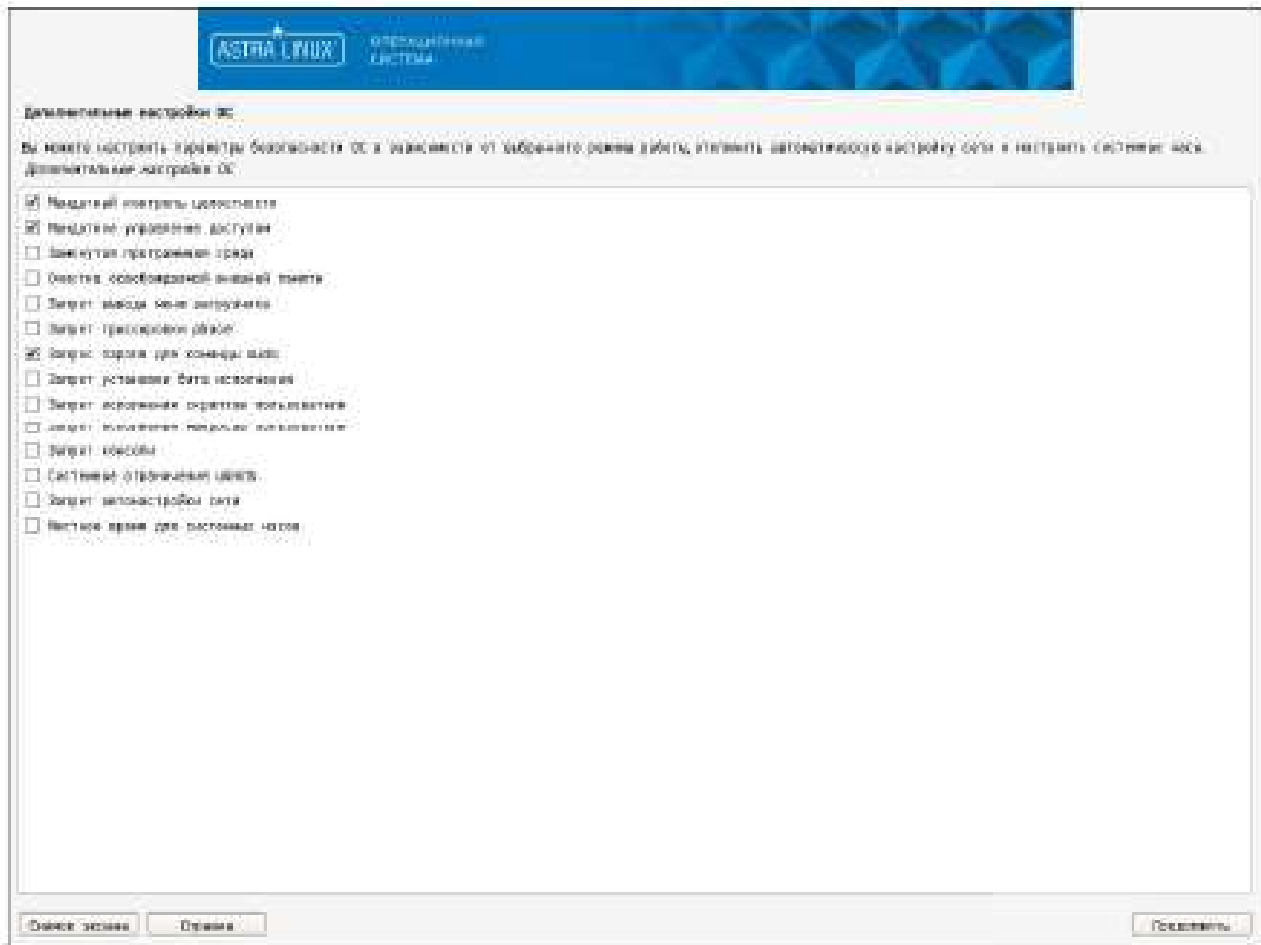 ASTRA LINUX
ОПЕРАЦИОННАЯ
СИСТЕМА
Дополнительные настройки ОС
Вы можете настроить параметры безопасности ОС в зависимости от выбранного режима работы, отключить автоматическую настройку сети и настроить системные часы.
Дополнительные настройки ОС
Мандатный контроль целостности
Мандатное управление доступом
Замкнутая программная среда
Очистка освобождаемой внешней памяти
Запрет вывода меню загрузчика
Запрет трассировки ptrace
Запрос пароля для команды sudo
Запрет установки бита исполнения
Запрет исполнения скриптов пользователя
Запрет исполнения макросов пользователя
Запрет консоли
Системные ограничения ulimits
Запрет автонастройки сети
Местное время для системных часов
Снимок экрана
Справка
Продолжить